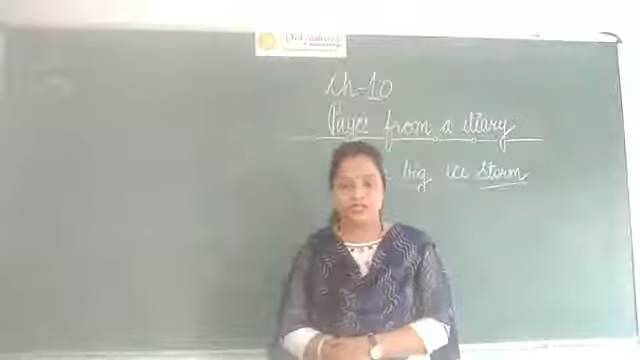 Ch-10
Pages from a diary
big ice storm